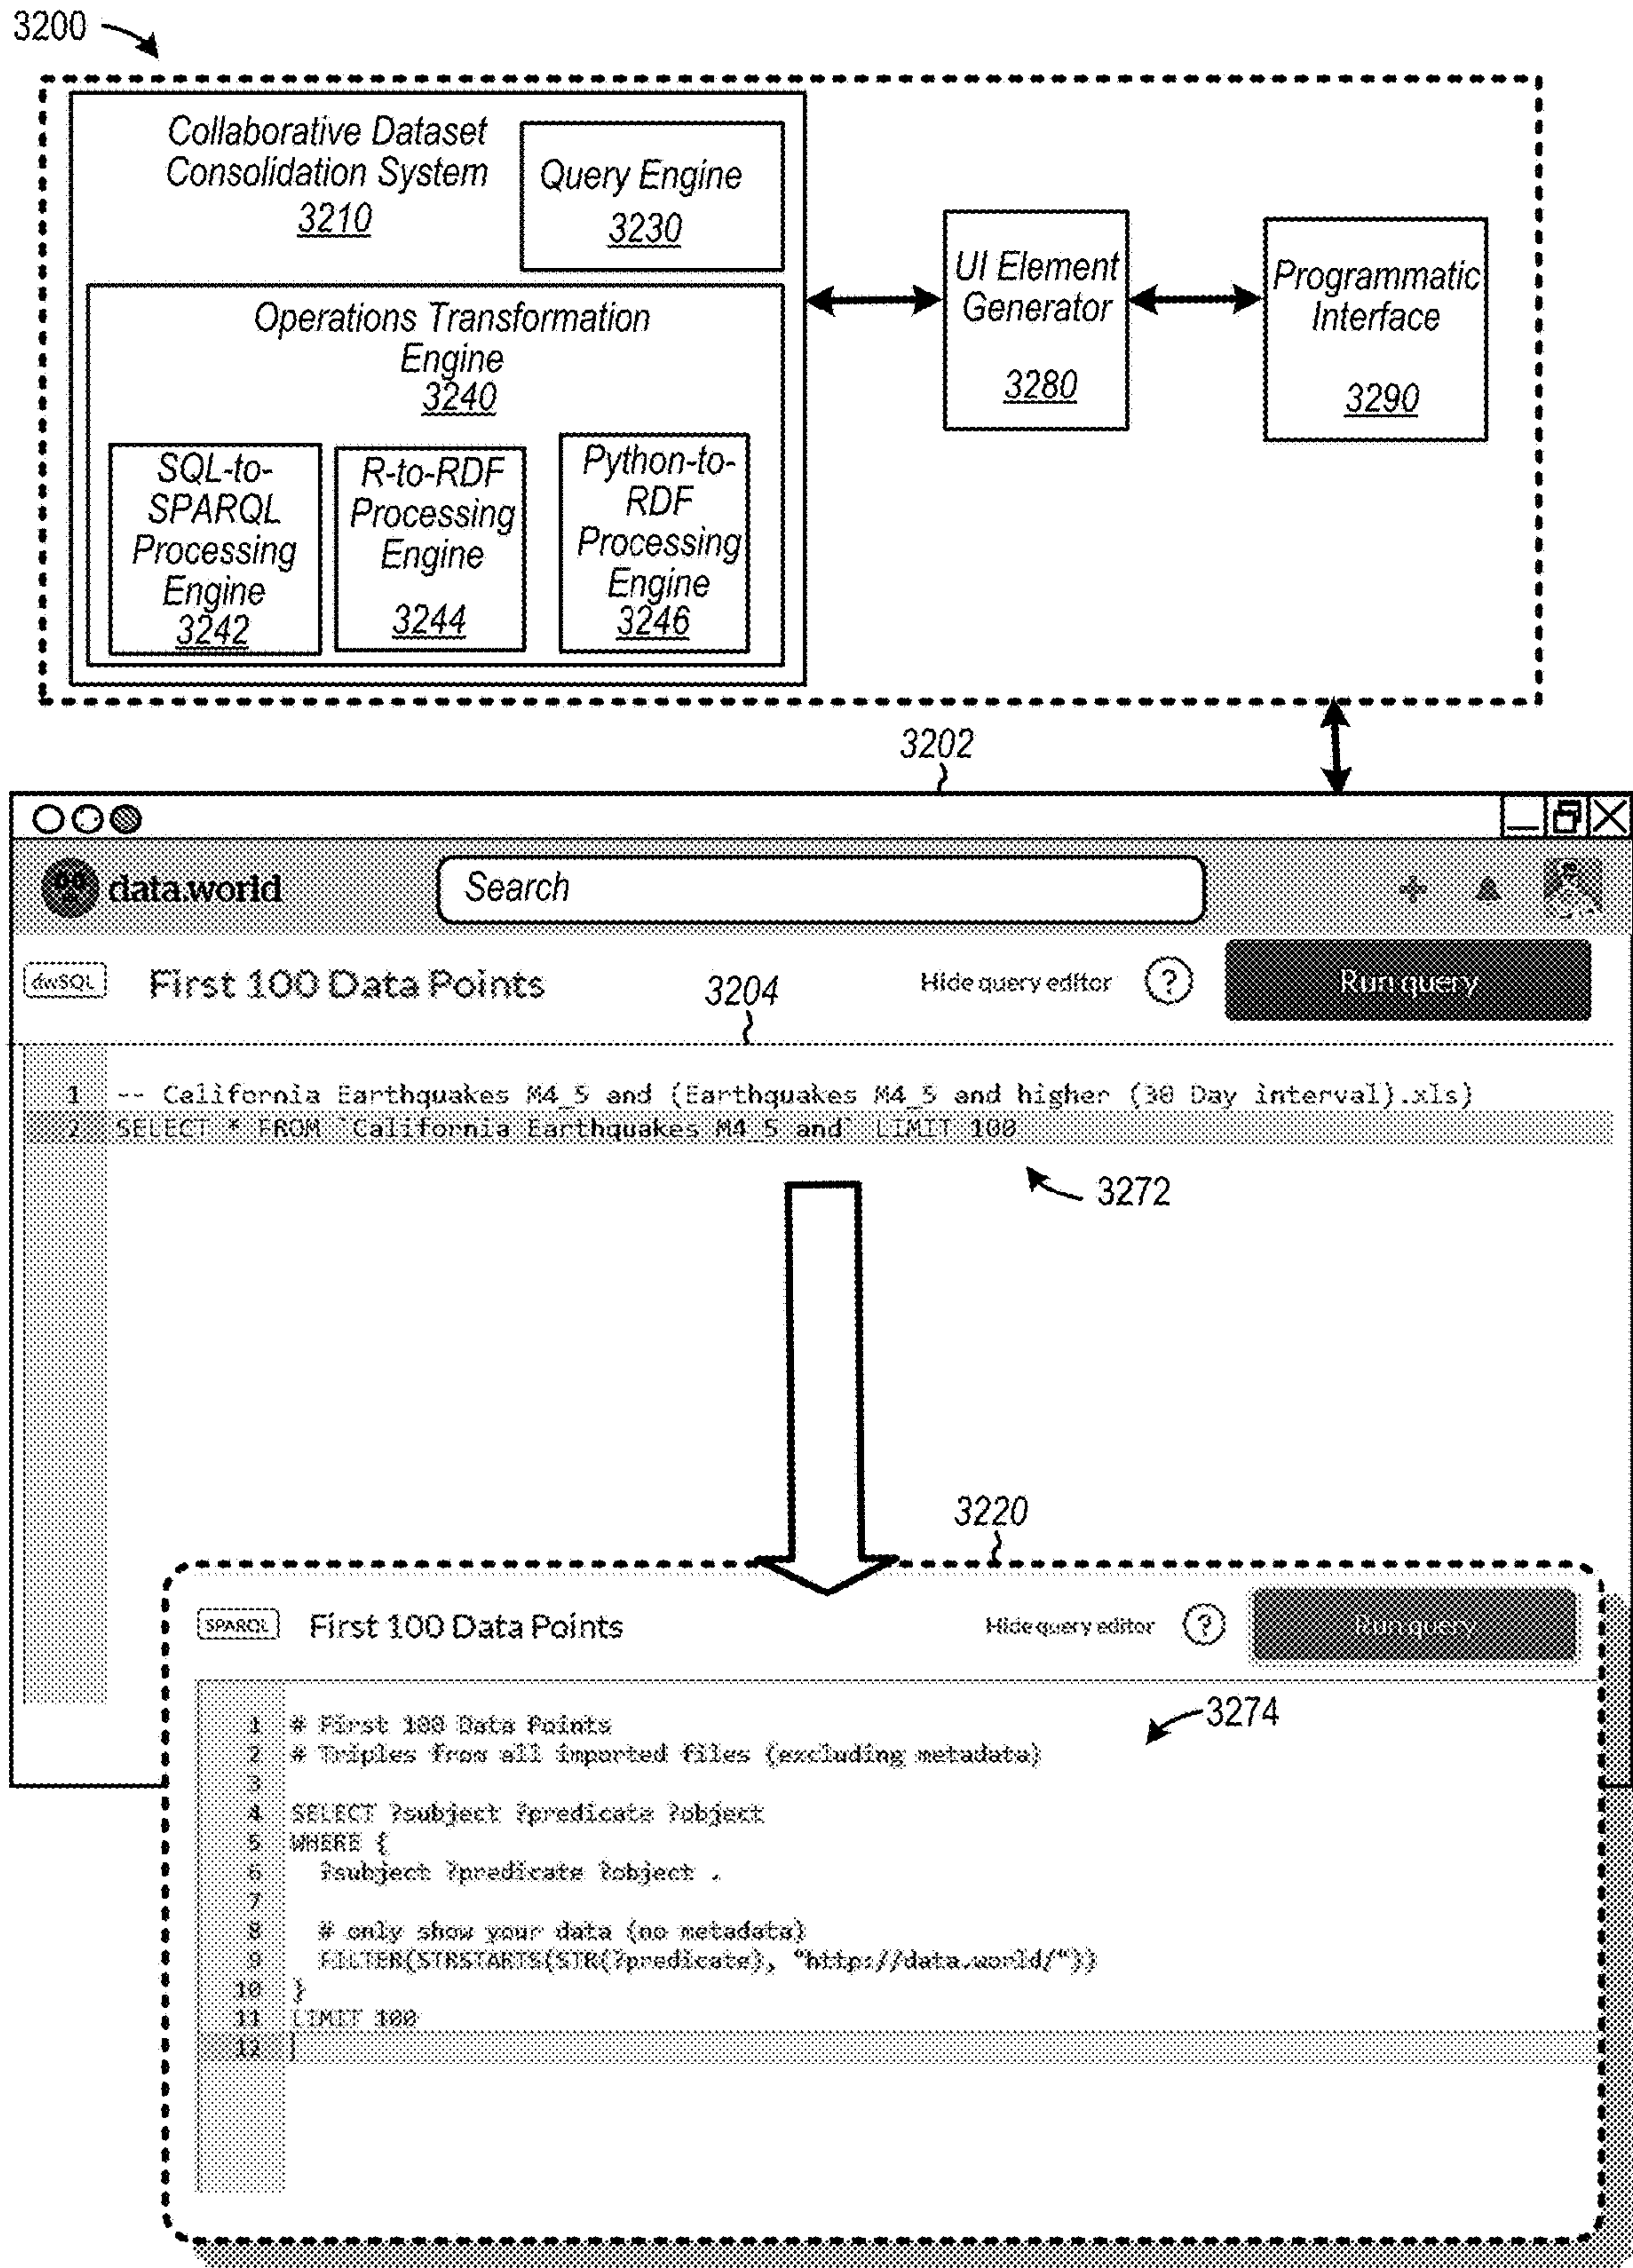 3200
Collaborative Dataset
Consolidation System
3210
Query Engine
3230
Operations Transformation
Engine
3240
SQL-to-
SPARQL
Processing
Engine
3242
R-to-RDF
Processing
Engine
3244
Python-to-
RDF
Processing
Engine
3246
UI Element
Generator
3280
Programmatic
Interface
3290
3202
data.world
Search
dwSQL
First 100 Data Points
3204
Hide query editor
?
Run query
1 -- California Earthquakes M4_5 and (Earthquakes M4_5 and higher (30 Day interval).xls)
2 SELECT * FROM `California Earthquakes M4_5 and` LIMIT 100
3272
3220
SPARQL
First 100 Data Points
Hide query editor
?
Run query
3274
1 # First 100 Data Points
2 # Triples from all imported files (excluding metadata)
3
4 SELECT ?subject ?predicate ?object
5 WHERE {
6 ?subject ?predicate ?object .
7
8 # only show your data (no metadata)
9 FILTER(STRSTARTS(STR(?predicate), "http://data.world/"))
10 }
11 LIMIT 100
12